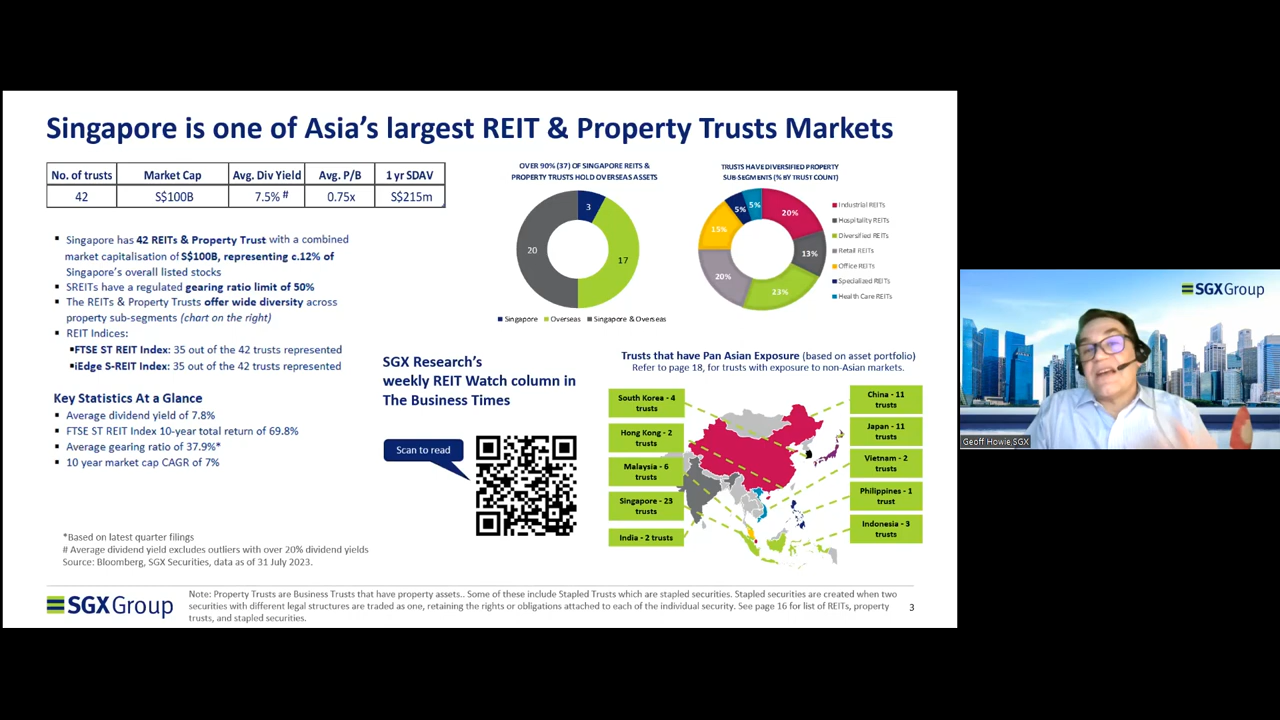 Singapore is one of Asia's largest REIT & Property Trusts Markets
No. of trusts Market Cap Avg. Div Yield Avg. P/B 1 yr SDAV
42 S$100B 7.5% # 0.75x S$215m
▪ Singapore has 42 REITs & Property Trust with a combined
market capitalisation of S$100B, representing c.12% of
Singapore's overall listed stocks
▪ SREITs have a regulated gearing ratio limit of 50%
▪ The REITs & Property Trusts offer wide diversity across
property sub-segments (chart on the right)
▪ REIT Indices:
▪FTSE ST REIT Index: 35 out of the 42 trusts represented
▪iEdge S-REIT Index: 35 out of the 42 trusts represented
Key Statistics At a Glance
▪ Average dividend yield of 7.8%
▪ FTSE ST REIT Index 10-year total return of 69.8%
▪ Average gearing ratio of 37.9%*
▪ 10 year market cap CAGR of 7%
*Based on latest quarter filings
# Average dividend yield excludes outliers with over 20% dividend yields
Source: Bloomberg, SGX Securities, data as of 31 July 2023.
SGX Research's
weekly REIT Watch column in
The Business Times
Scan to read
OVER 90% (37) OF SINGAPORE REITS &
PROPERTY TRUSTS HOLD OVERSEAS ASSETS
3
20
17
Singapore Overseas Singapore & Overseas
TRUSTS HAVE DIVERSIFIED PROPERTY
SUB-SEGMENTS (% BY TRUST COUNT)
5% 5%
20%
15%
13%
20%
23%
Industrial REITs
Hospitality REITs
Diversified REITs
Retail REITs
Office REITs
Specialized REITs
Health Care REITs
Trusts that have Pan Asian Exposure (based on asset portfolio)
Refer to page 18, for trusts with exposure to non-Asian markets.
South Korea - 4
trusts
Hong Kong - 2
trusts
Malaysia - 6
trusts
Singapore - 23
trusts
India - 2 trusts
China - 11
trusts
Japan - 11
trusts
Vietnam - 2
trusts
Philippines - 1
trust
Indonesia - 3
trusts
SGXGroup
Note: Property Trusts are Business Trusts that have property assets.. Some of these include Stapled Trusts which are stapled securities. Stapled securities are created when two
securities with different legal structures are traded as one, retaining the rights or obligations attached to each of the individual security. See page 16 for list of REITs, property
trusts, and stapled securities.
3
SGXGroup
Geoff Howie,SGX